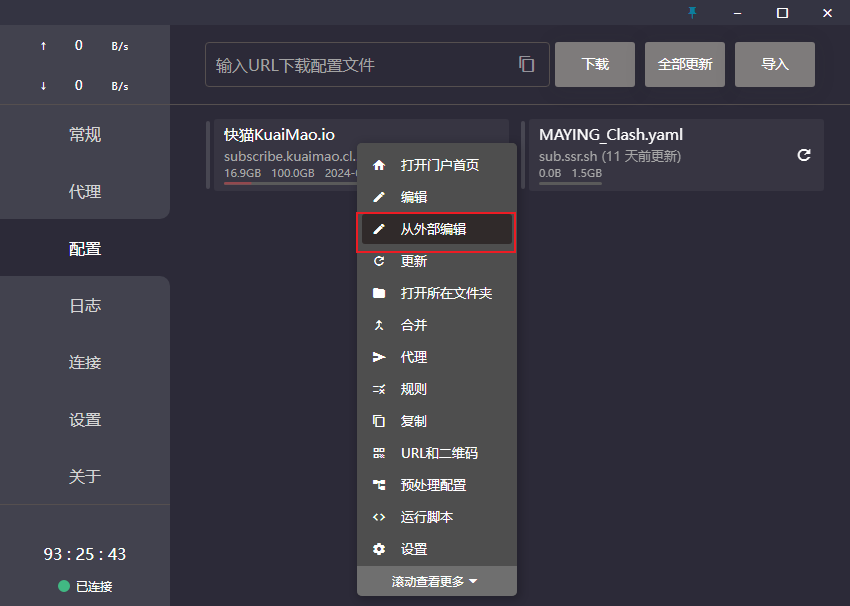 ↑ 0 B/s
↓ 0 B/s
常规
代理
配置
日志
连接
设置
关于
93 : 25 : 43
已连接
输入URL下载配置文件
下载
全部更新
导入
快猫KuaiMao.io
subscribe.kuaimao.cl.
16.9GB 100.0GB 2024-
MAYING_Clash.yaml
sub.ssr.sh (11 天前更新)
0.0B 1.5GB
打开门户首页
编辑
从外部编辑
更新
打开所在文件夹
合并
代理
规则
复制
URL和二维码
预处理配置
运行脚本
设置
滚动查看更多